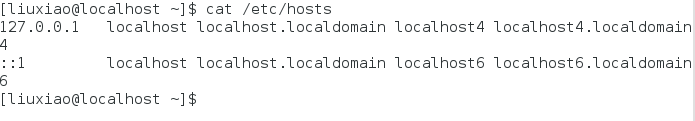 [liuxiao@localhost ~]$ cat /etc/hosts
127.0.0.1   localhost localhost.localdomain localhost4 localhost4.localdomain
4
::1         localhost localhost.localdomain localhost6 localhost6.localdomain
6
[liuxiao@localhost ~]$